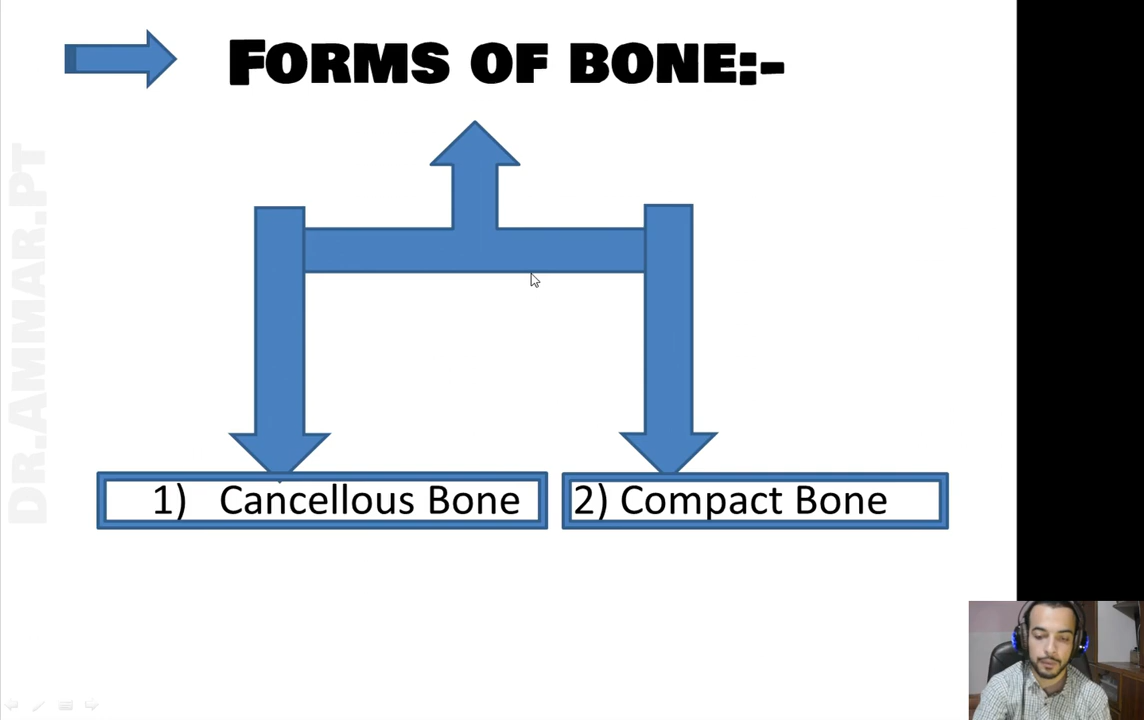 FORMS OF BONE:-
DR.AMMAR.PT
1) Cancellous Bone
2) Compact Bone